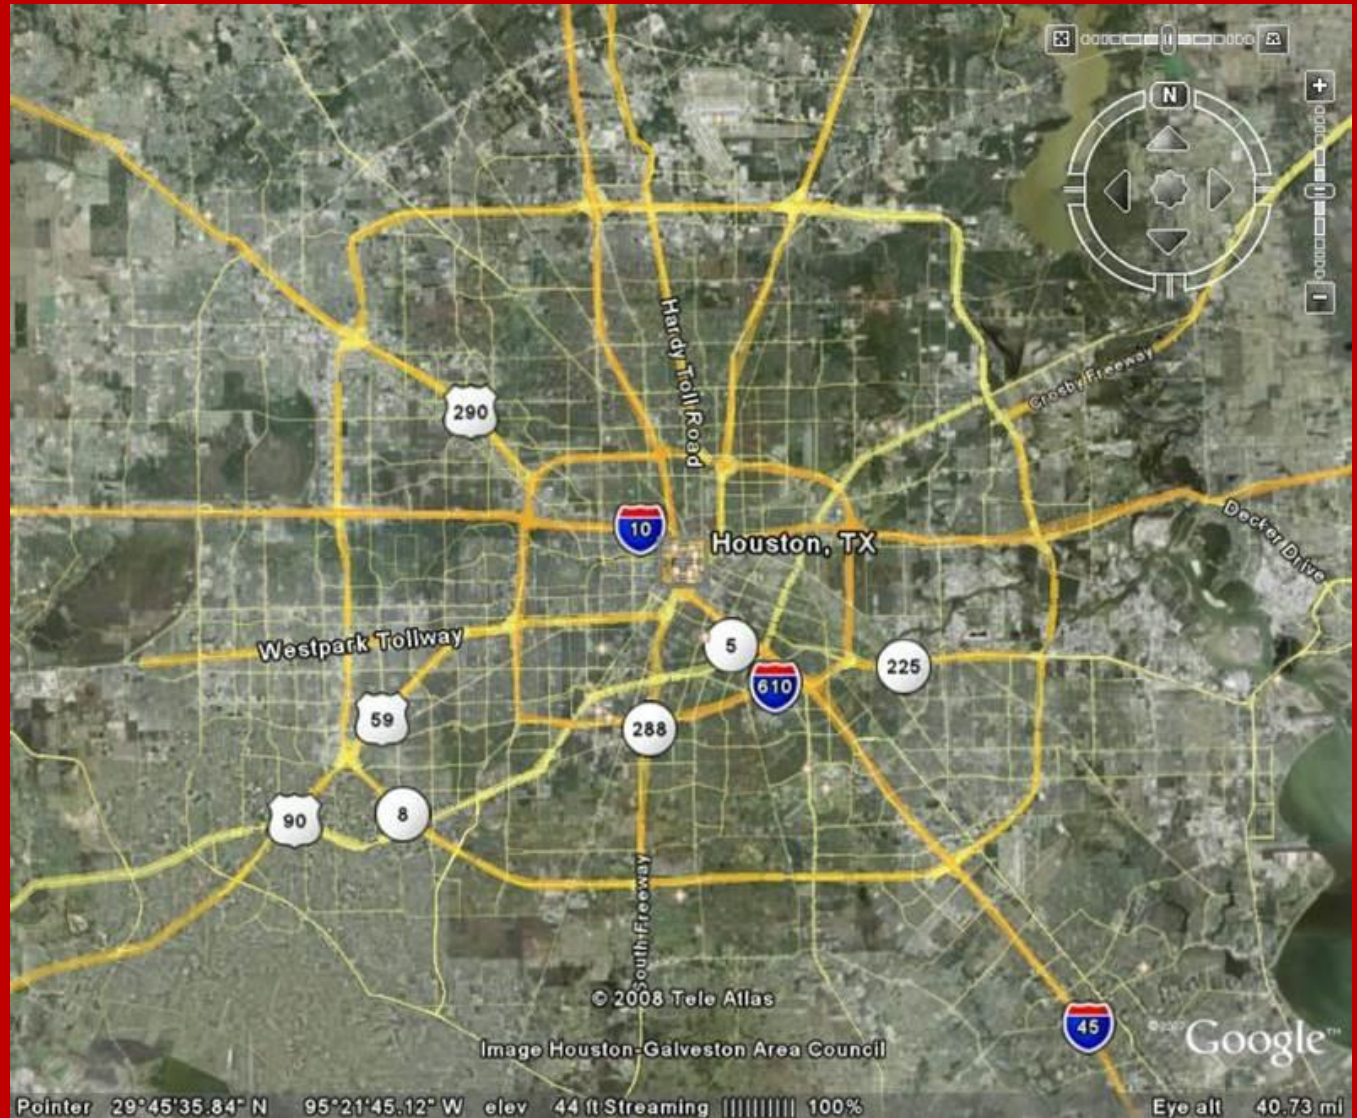 N
+
−
Hardy Toll Road
Crosby Freeway
290
10
Houston, TX
Decker Drive
Westpark Tollway
5
225
610
59
288
90
8
South Freeway
© 2008 Tele Atlas
45
Google™
Image Houston-Galveston Area Council
Pointer 29°45'35.84" N 95°21'45.12" W elev 44 ft Streaming |||||||||| 100% Eye alt 40.73 mi